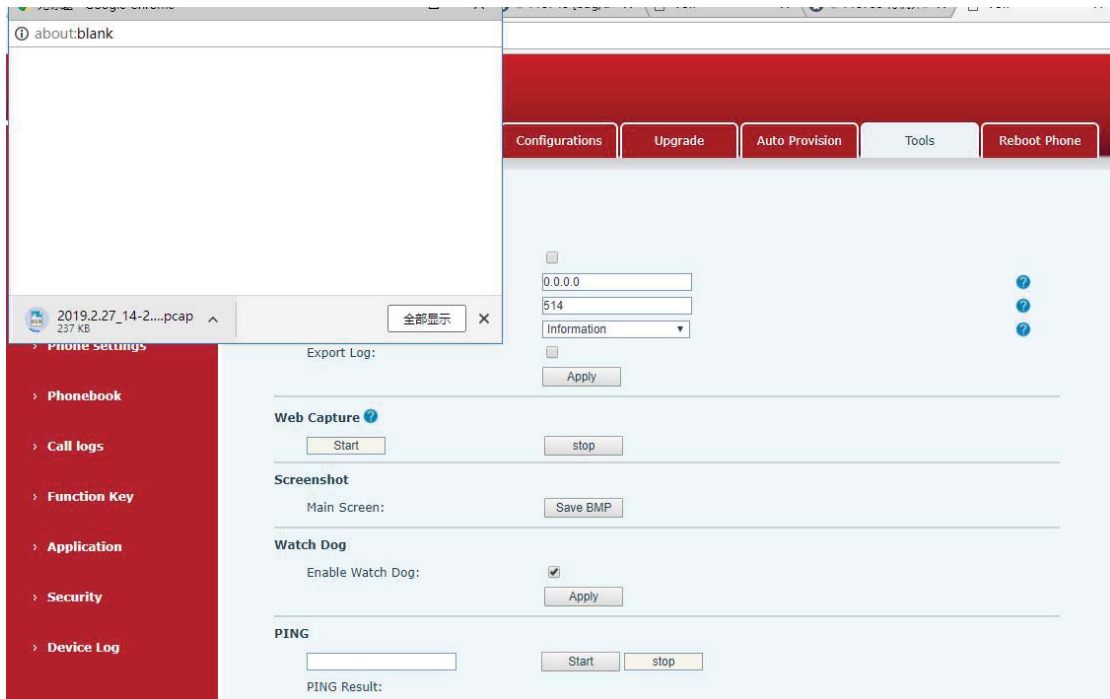 about:blank
Configurations Upgrade Auto Provision Tools Reboot Phone
0.0.0.0
514
2019.2.27_14-2....pcap
237 KB
全部显示
Information
› Phone settings
Export Log:
Apply
› Phonebook
Web Capture
› Call logs
Start stop
Screenshot
› Function Key
Main Screen: Save BMP
› Application
Watch Dog
Enable Watch Dog:
› Security
Apply
PING
› Device Log
Start stop
PING Result: